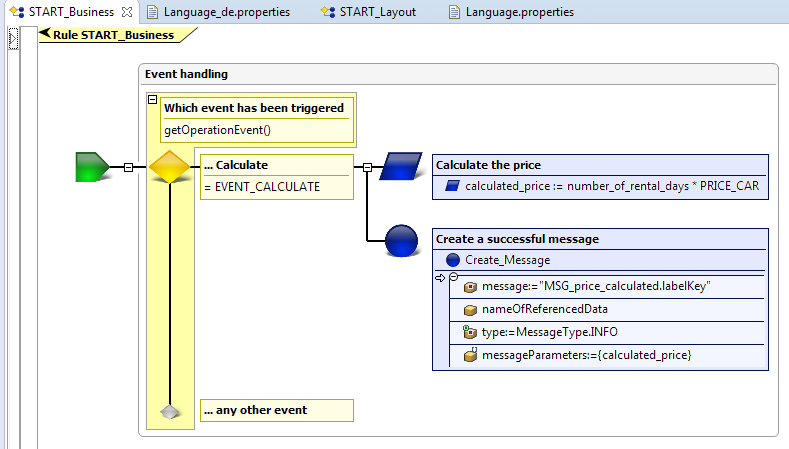 START_Business
Language_de.properties
START_Layout
Language.properties
Rule START_Business
Event handling
Which event has been triggered
getOperationEvent()
... Calculate
= EVENT_CALCULATE
Calculate the price
calculated_price := number_of_rental_days * PRICE_CAR
Create a successful message
Create_Message
message:="MSG_price_calculated.labelKey"
nameOfReferencedData
type:=MessageType.INFO
messageParameters:={calculated_price}
... any other event